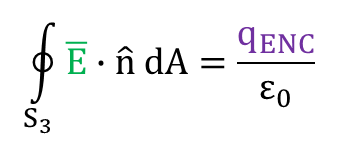 ∮_{S₃} E̅ · n̂ dA = q_ENC / ε₀